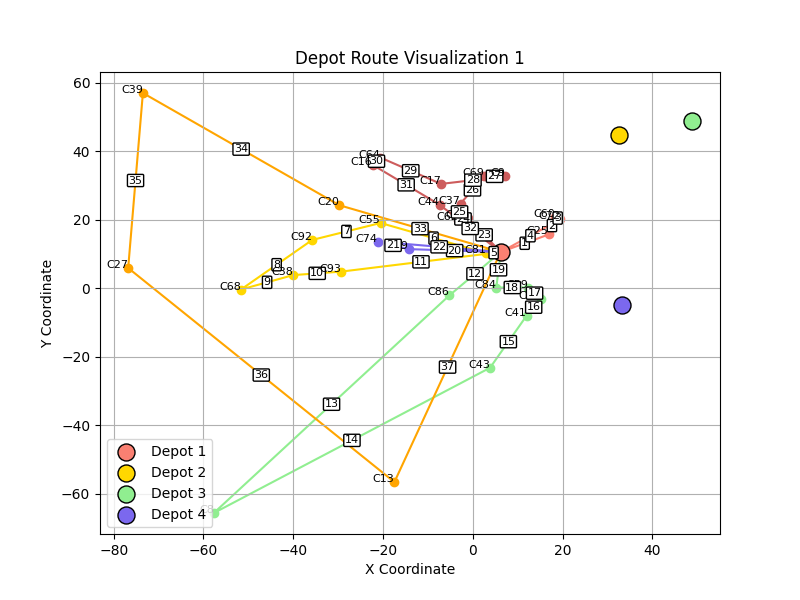 Depot Route Visualization 1
Y Coordinate
X Coordinate
60
40
20
0
−20
−40
−60
−80
−60
−40
−20
0
20
40
C39
34
35
C20
C27
36
C13
37
33
C55
7
6
C92
8
C68
9
C38
10
C93
11
C81
5
C74
21
22
20
C64
30
C16
29
31
C17
C44
C37
28
27
26
25
32
23
C25
1
2
3
4
C86
12
13
14
C43
15
C41
16
17
18
19
C84
Depot 1
Depot 2
Depot 3
Depot 4